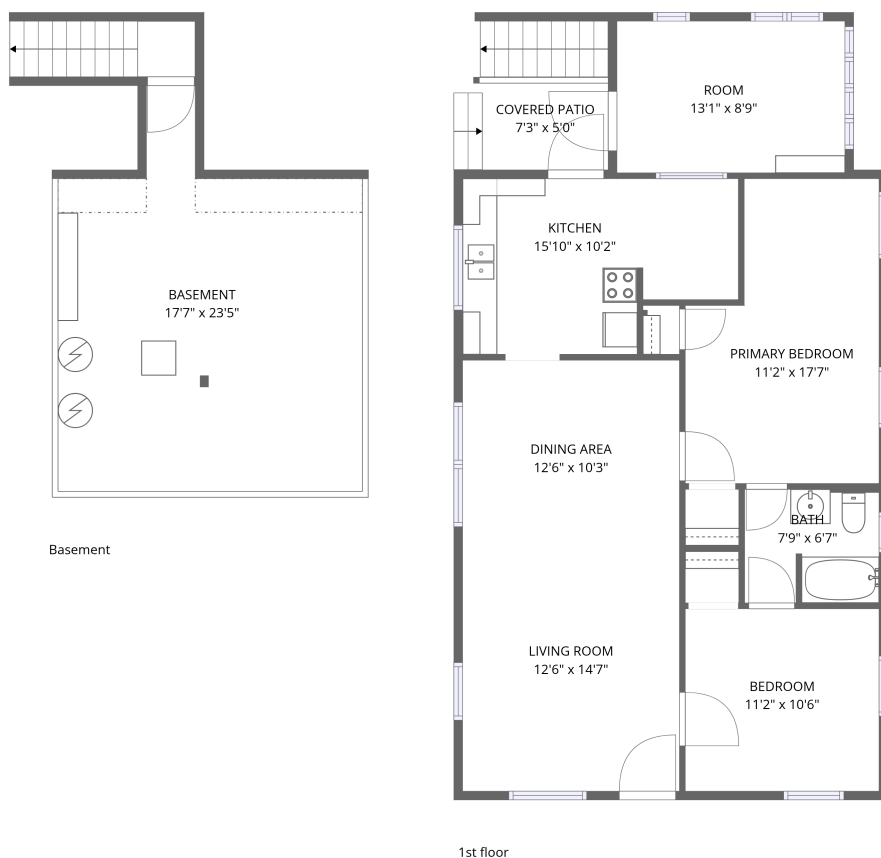 ROOM
13'1" x 8'9"
COVERED PATIO
7'3" x 5'0"
KITCHEN
15'10" x 10'2"
BASEMENT
17'7" x 23'5"
PRIMARY BEDROOM
11'2" x 17'7"
DINING AREA
12'6" x 10'3"
BATH
7'9" x 6'7"
Basement
LIVING ROOM
12'6" x 14'7"
BEDROOM
11'2" x 10'6"
1st floor